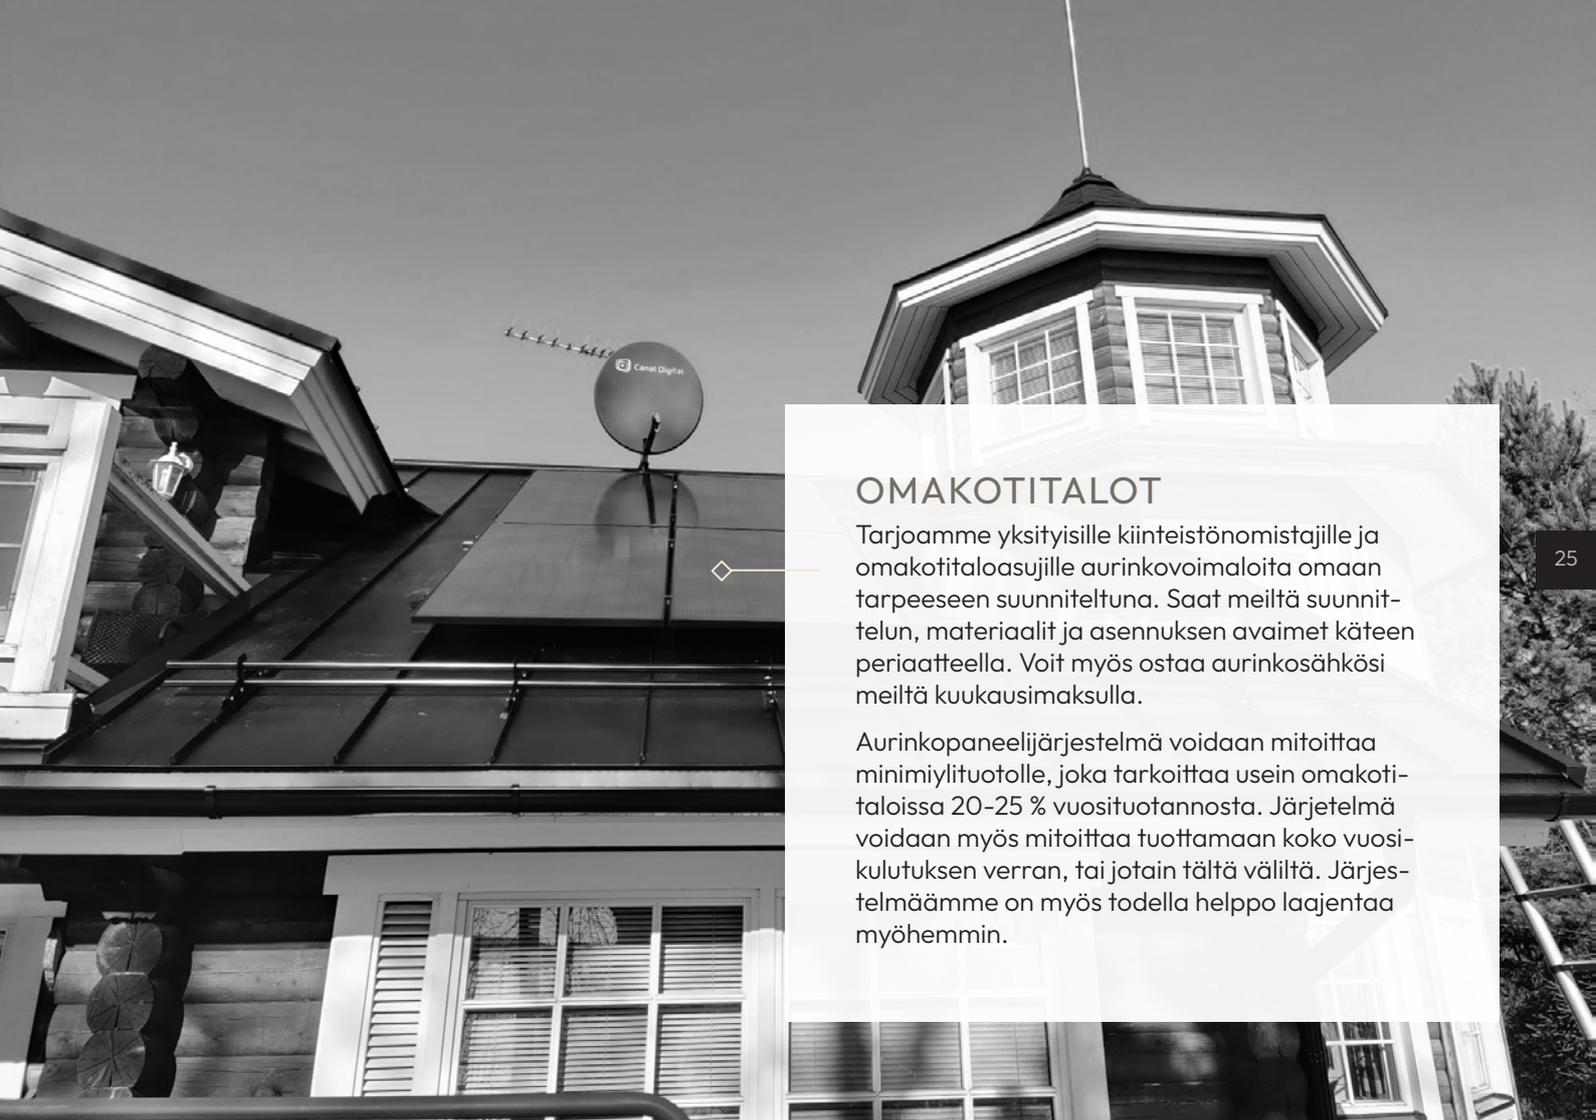 Canal Digital
OMAKOTITALOT
Tarjoamme yksityisille kiinteistönomistajille ja
omakotitaloasujille aurinkovoimaloita omaan
tarpeeseen suunniteltuna. Saat meiltä suunnit-
telun, materiaalit ja asennuksen avaimet käteen
periaatteella. Voit myös ostaa aurinkosähkösi
meiltä kuukausimaksulla.
Aurinkopaneelijärjestelmä voidaan mitoittaa
minimiylituotolle, joka tarkoittaa usein omakoti-
taloissa 20-25 % vuosituotannosta. Järjetelmä
voidaan myös mitoittaa tuottamaan koko vuosi-
kulutuksen verran, tai jotain tältä väliltä. Järjes-
telmäämme on myös todella helppo laajentaa
myöhemmin.
25